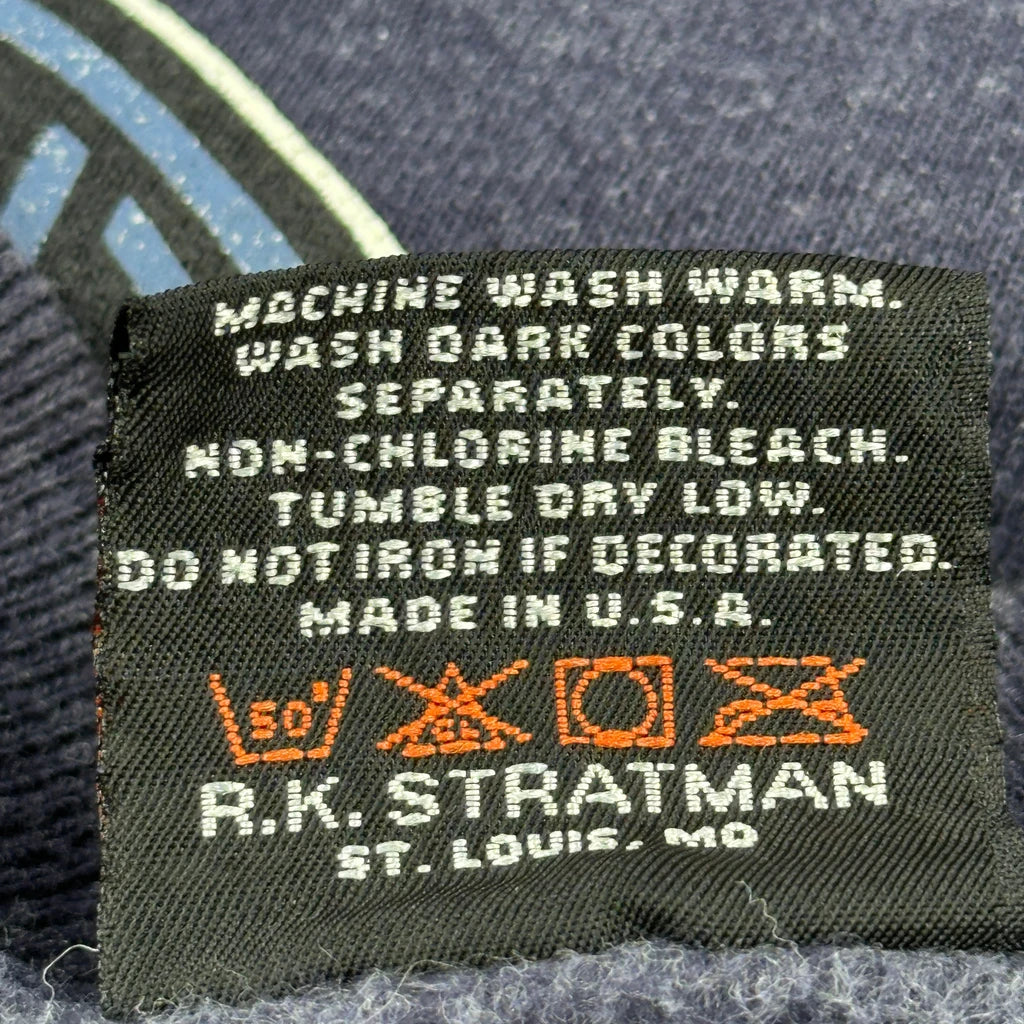 MACHINE WASH WARM.
WASH DARK COLORS
SEPARATELY.
NON-CHLORINE BLEACH.
TUMBLE DRY LOW.
DO NOT IRON IF DECORATED.
MADE IN U.S.A.
50° CL
R.K. STRATMAN
ST. LOUIS, MO